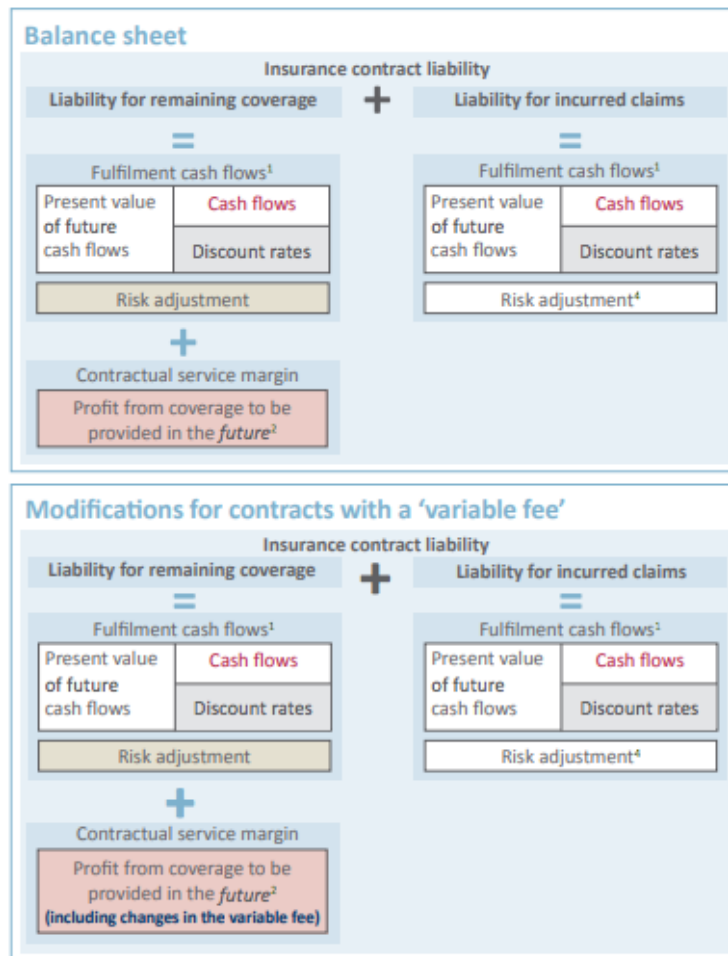 Balance sheet
Insurance contract liability
Liability for remaining coverage + Liability for incurred claims
= =
Fulfilment cash flows¹ Fulfilment cash flows¹
Present value Cash flows Present value Cash flows
of future of future
cash flows Discount rates cash flows Discount rates
Risk adjustment Risk adjustment⁴
+
Contractual service margin
Profit from coverage to be
provided in the future²
Modifications for contracts with a ‘variable fee’
Insurance contract liability
Liability for remaining coverage + Liability for incurred claims
= =
Fulfilment cash flows¹ Fulfilment cash flows¹
Present value Cash flows Present value Cash flows
of future of future
cash flows Discount rates cash flows Discount rates
Risk adjustment Risk adjustment⁴
+
Contractual service margin
Profit from coverage to be
provided in the future²
(including changes in the variable fee)